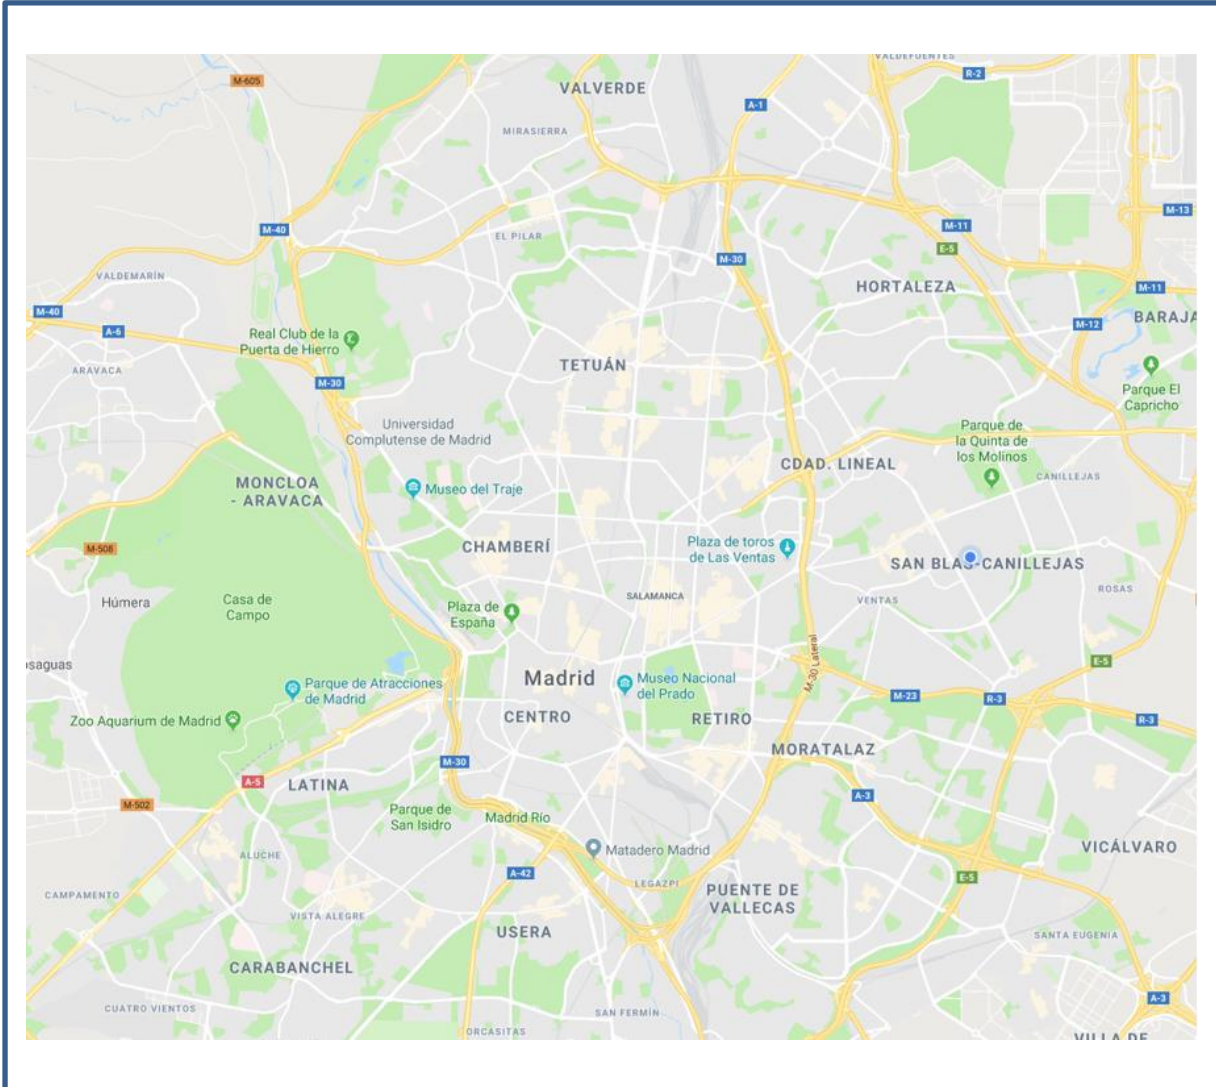 VALDEFUENTES
M-605
R-2
VALVERDE
A-1
MIRASIERRA
M-13
M-40
M-11
EL PILAR
E-5
M-30
VALDEMARÍN
HORTALEZA
M-11
M-40
BARAJA
M-12
A-6
Real Club de la
Puerta de Hierro
TETUÁN
ARAVACA
M-30
Parque El
Capricho
Universidad
Complutense de Madrid
Parque de
la Quinta de
los Molinos
CDAD. LINEAL
CANILLEJAS
MONCLOA
- ARAVACA
Museo del Traje
M-508
CHAMBERÍ
Plaza de toros
de Las Ventas
SAN BLAS-CANILLEJAS
ROSAS
Húmera
Casa de
Campo
Plaza de
España
SALAMANCA
VENTAS
osaguas
M-30 Lateral
E-5
Parque de Atracciones
de Madrid
Madrid
Museo Nacional
del Prado
M-23
R-3
Zoo Aquarium de Madrid
CENTRO
RETIRO
R-3
MORATALAZ
M-30
A-5
LATINA
A-3
M-502
Parque de
San Isidro
Madrid Río
Matadero Madrid
VICÁLVARO
ALUCHE
A-42
E-5
LEGAZPI
CAMPAMENTO
PUENTE DE
VALLECAS
VISTA ALEGRE
USERA
SANTA EUGENIA
CARABANCHEL
A-3
CUATRO VIENTOS
SAN FERMÍN
ORCASITAS
VILLA DE